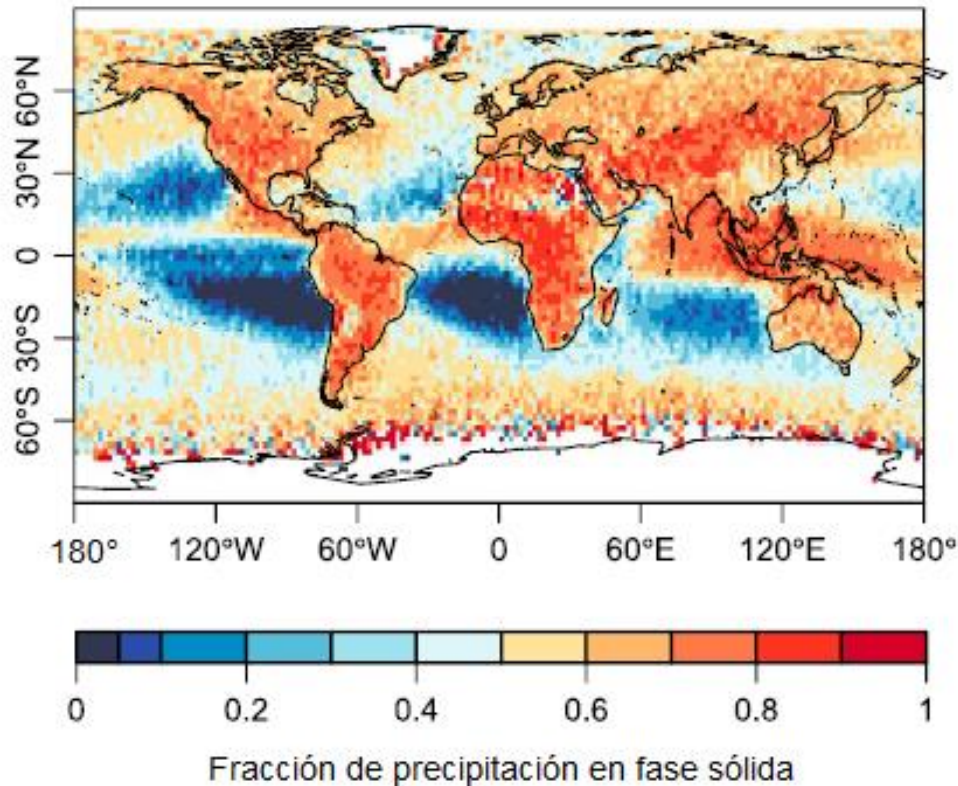 60°N
30°N
0
30°S
60°S
180° 120°W 60°W 0 60°E 120°E 180°
0 0.2 0.4 0.6 0.8 1
Fracción de precipitación en fase sólida